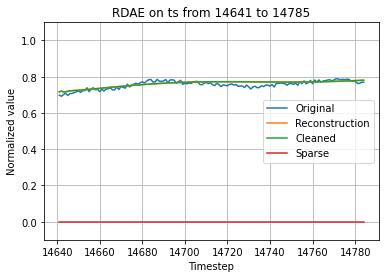 RDAE on ts from 14641 to 14785
1.0
0.8
0.6
0.4
0.2
0.0
Normalized value
Original
Reconstruction
Cleaned
Sparse
14640 14660 14680 14700 14720 14740 14760 14780
Timestep